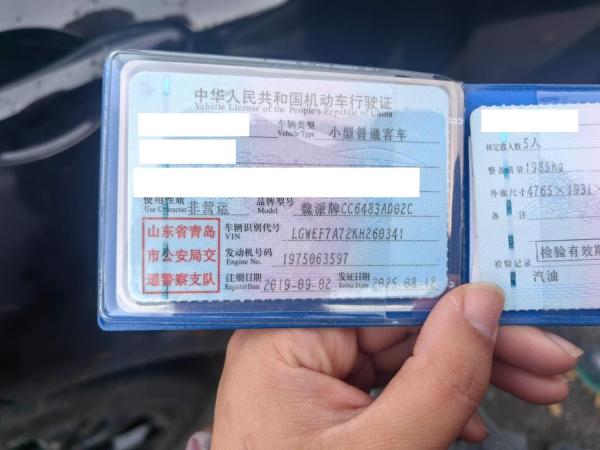 中华人民共和国机动车行驶证
Vehicle License of the People's Republic of China
车辆类型 小型普通客车
Vehicle Type
使用性质 非营运 品牌型号 魏派牌CC6483AD02C
Use Character Model
山东省青岛
市公安局交
通警察支队
车辆识别代号 LGWEF7A72KH260341
VIN
发动机号码 1975063597
Engine No.
注册日期 2019-09-02 发证日期 2025-08-12
Register Date Issue Date
核定载人数 5人
整备质量 1985kg
外廓尺寸 4765×1931×
备 注
检验有效期
检验记录
汽油